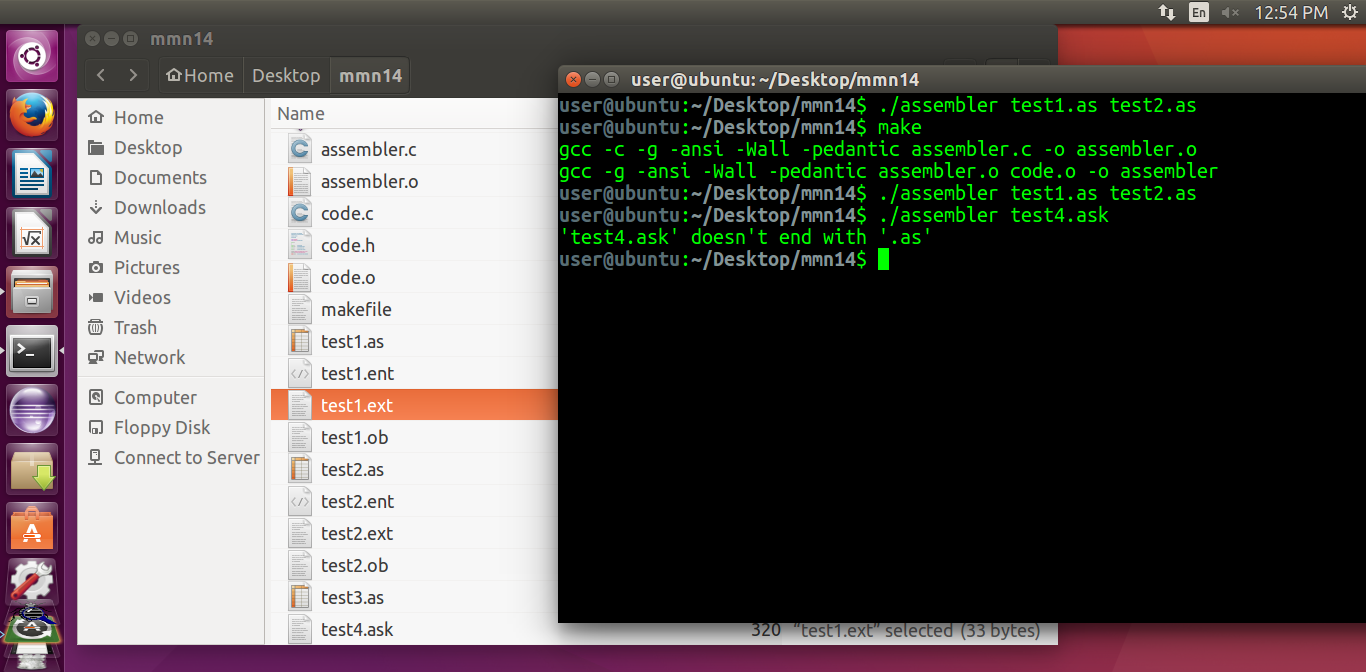 En
12:54 PM
mmn14
Home
Desktop
mmn14
Home
Desktop
Documents
Downloads
Music
Pictures
Videos
Trash
Network
Computer
Floppy Disk
Connect to Server
Name
assembler.c
assembler.o
code.c
code.h
code.o
makefile
test1.as
test1.ent
test1.ext
test1.ob
test2.as
test2.ent
test2.ext
test2.ob
test3.as
test4.ask
320 “test1.ext” selected (33 bytes)
user@ubuntu: ~/Desktop/mmn14
user@ubuntu:~/Desktop/mmn14$ ./assembler test1.as test2.as
user@ubuntu:~/Desktop/mmn14$ make
gcc -c -g -ansi -Wall -pedantic assembler.c -o assembler.o
gcc -g -ansi -Wall -pedantic assembler.o code.o -o assembler
user@ubuntu:~/Desktop/mmn14$ ./assembler test1.as test2.as
user@ubuntu:~/Desktop/mmn14$ ./assembler test4.ask
'test4.ask' doesn't end with '.as'
user@ubuntu:~/Desktop/mmn14$